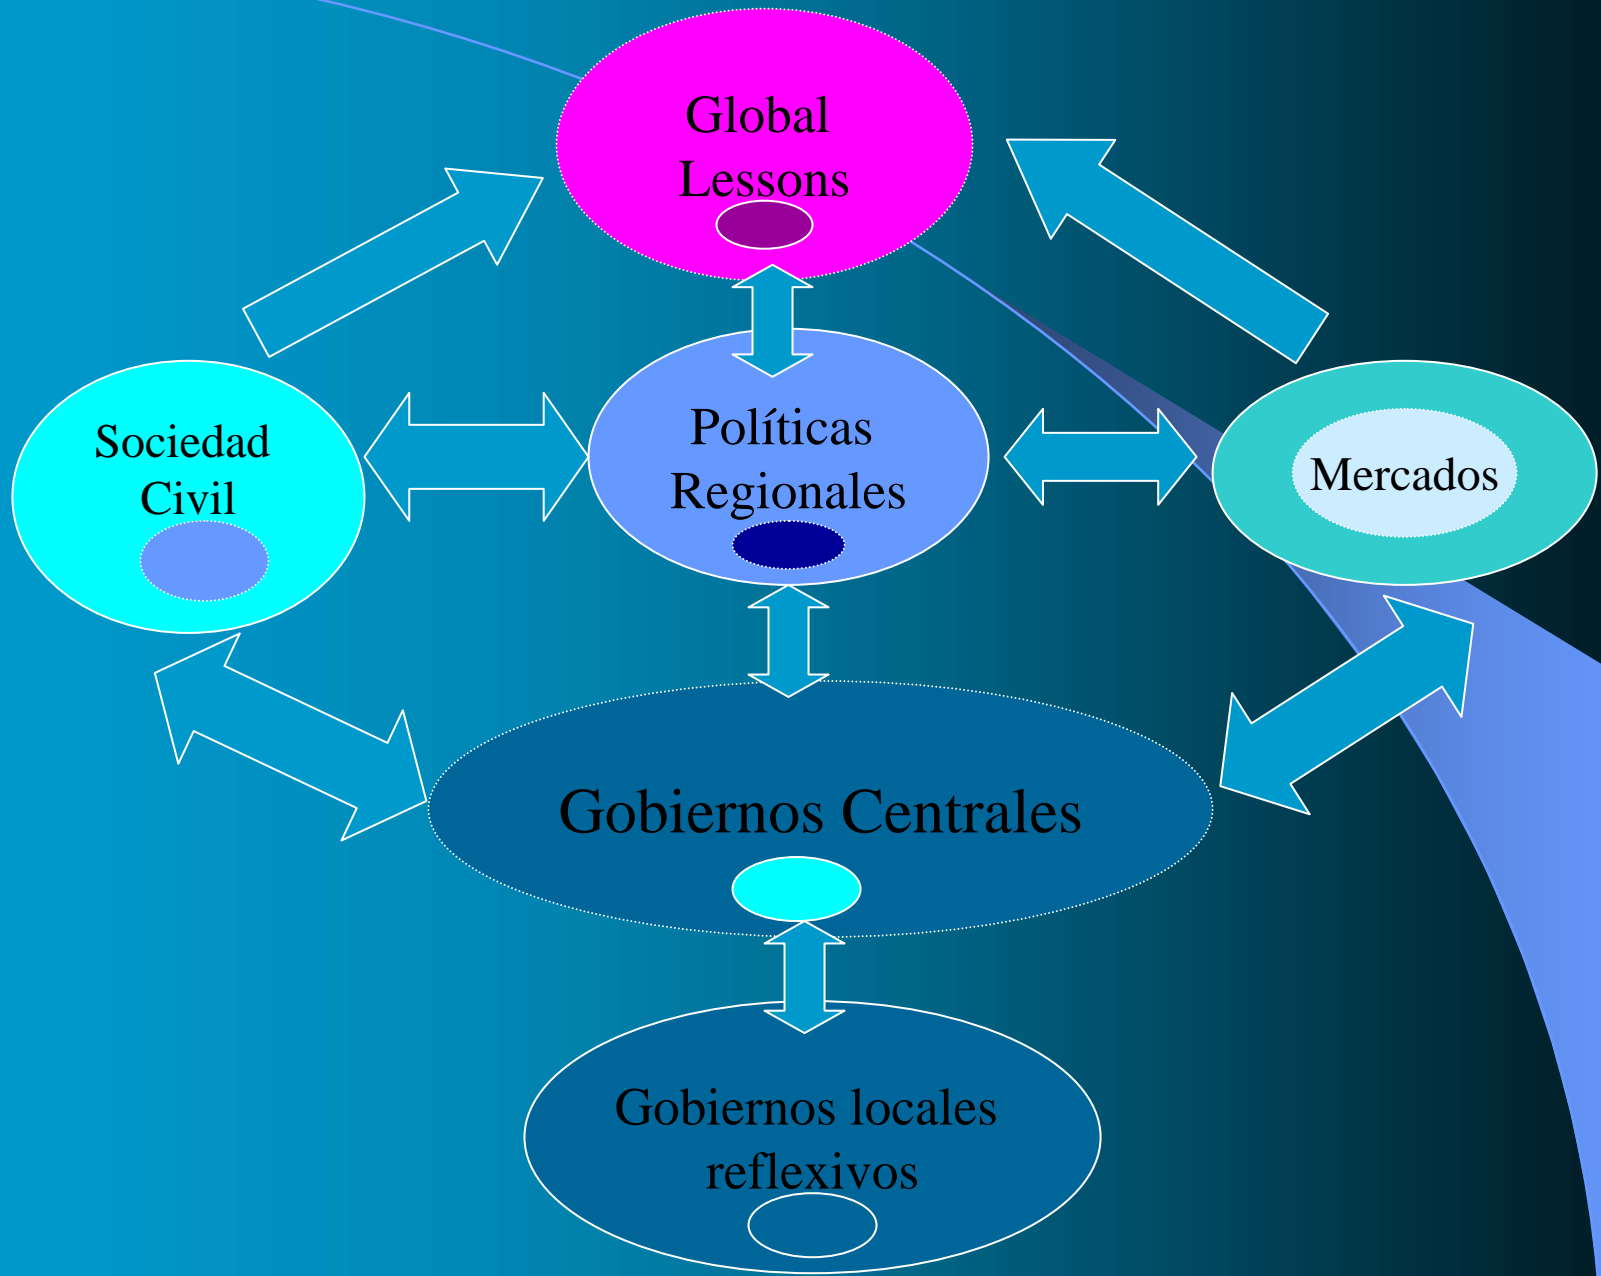 Global
Lessons
Sociedad
Civil
Políticas
Regionales
Mercados
Gobiernos Centrales
Gobiernos locales
reflexivos